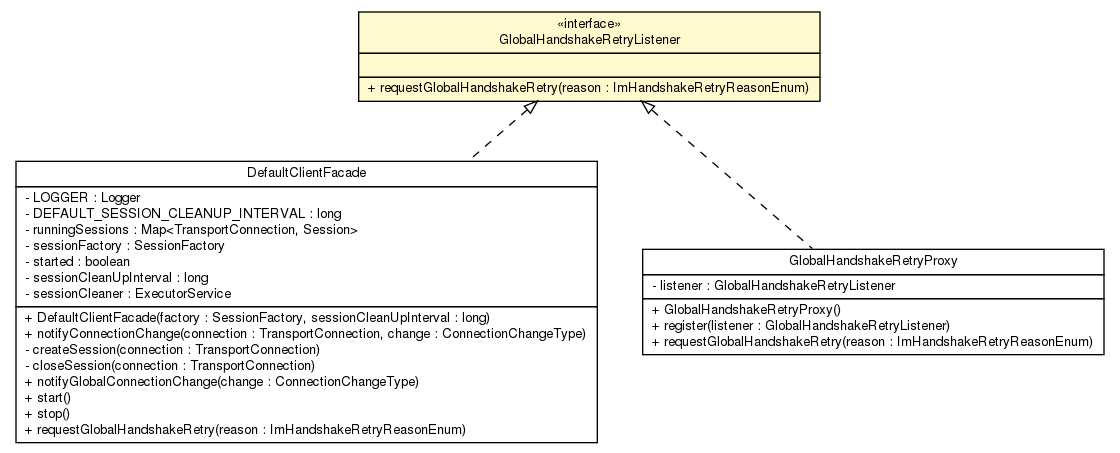 «interface»
GlobalHandshakeRetryListener
+ requestGlobalHandshakeRetry(reason : ImHandshakeRetryReasonEnum)
DefaultClientFacade
- LOGGER : Logger
- DEFAULT_SESSION_CLEANUP_INTERVAL : long
- runningSessions : Map<TransportConnection, Session>
- sessionFactory : SessionFactory
- started : boolean
- sessionCleanUpInterval : long
- sessionCleaner : ExecutorService
+ DefaultClientFacade(factory : SessionFactory, sessionCleanUpInterval : long)
+ notifyConnectionChange(connection : TransportConnection, change : ConnectionChangeType)
- createSession(connection : TransportConnection)
- closeSession(connection : TransportConnection)
+ notifyGlobalConnectionChange(change : ConnectionChangeType)
+ start()
+ stop()
+ requestGlobalHandshakeRetry(reason : ImHandshakeRetryReasonEnum)
GlobalHandshakeRetryProxy
- listener : GlobalHandshakeRetryListener
+ GlobalHandshakeRetryProxy()
+ register(listener : GlobalHandshakeRetryListener)
+ requestGlobalHandshakeRetry(reason : ImHandshakeRetryReasonEnum)